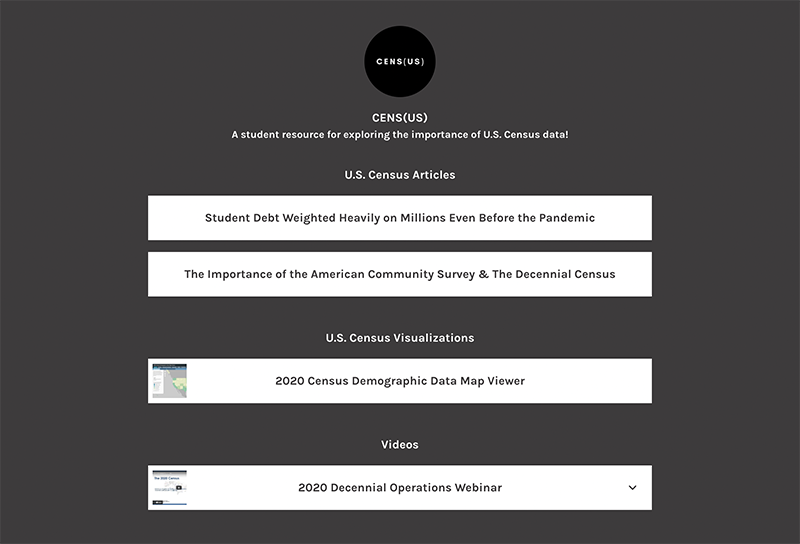 CENS(US)
CENS(US)
A student resource for exploring the importance of U.S. Census data!
U.S. Census Articles
Student Debt Weighted Heavily on Millions Even Before the Pandemic
The Importance of the American Community Survey & The Decennial Census
U.S. Census Visualizations
2020 Census Demographic Data Map Viewer
Videos
The 2020 Census
2020 Decennial Operations Webinar